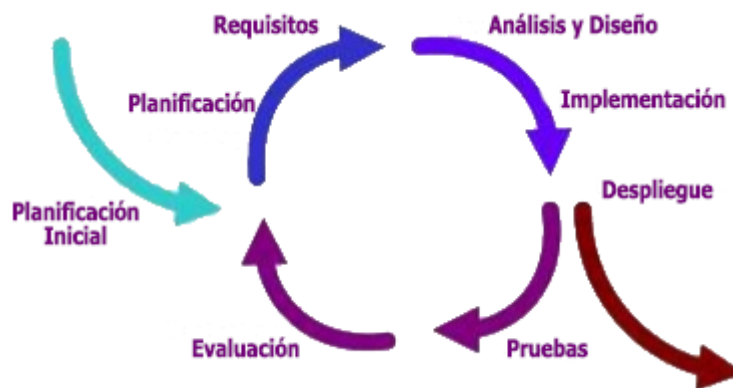 Requisitos
Análisis y Diseño
Planificación
Implementación
Planificación
Inicial
Despliegue
Evaluación
Pruebas